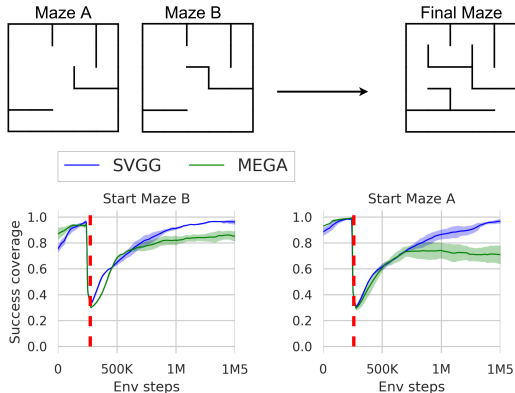 Maze A Maze B Final Maze
SVGG MEGA
Start Maze B Start Maze A
Success coverage
1.0 1.0
0.8 0.8
0.6 0.6
0.4 0.4
0.2 0.2
0.0 0.0
0 500K 1M 1M5 0 500K 1M 1M5
Env steps Env steps